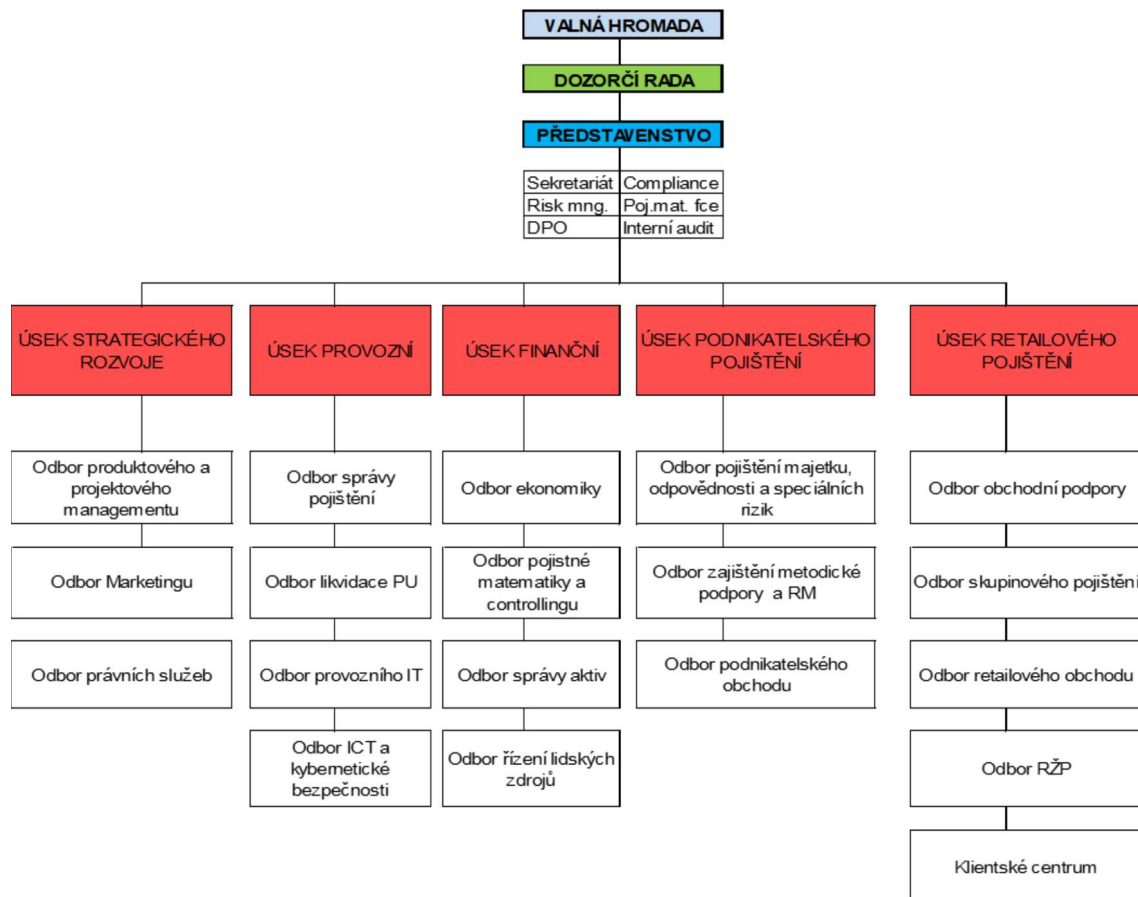 VALNÁ HROMADA
DOZORČÍ RADA
PŘEDSTAVENSTVO
Sekretariát Compliance
Risk mng. Poj.mat. fce
DPO Interní audit
ÚSEK STRATEGICKÉHO
ROZVOJE
ÚSEK PROVOZNÍ
ÚSEK FINANČNÍ
ÚSEK PODNIKATELSKÉHO
POJIŠTĚNÍ
ÚSEK RETAILOVÉHO
POJIŠTĚNÍ
Odbor produktového a
projektového
managementu
Odbor správy
pojištění
Odbor ekonomiky
Odbor pojištění majetku,
odpovědnosti a speciálních
rizik
Odbor obchodní podpory
Odbor Marketingu
Odbor likvidace PU
Odbor pojistné
matematiky a
controllingu
Odbor zajištění metodické
podpory a RM
Odbor skupinového pojištění
Odbor právních služeb
Odbor provozního IT
Odbor správy aktiv
Odbor podnikatelského
obchodu
Odbor retailového obchodu
Odbor ICT a
kybernetické
bezpečnosti
Odbor řízení lidských
zdrojů
Odbor RŽP
Klientské centrum